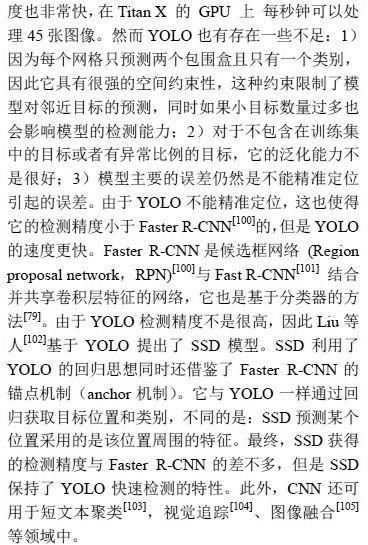 度也非常快，在 Titan X 的 GPU 上 每秒钟可以处
理 45 张图像。然而 YOLO 也有存在一些不足：1）
因为每个网格只预测两个包围盒且只有一个类别，
因此它具有很强的空间约束性，这种约束限制了模
型对邻近目标的预测，同时如果小目标数量过多也
会影响模型的检测能力；2）对于不包含在训练集
中的目标或者有异常比例的目标，它的泛化能力不
是很好；3）模型主要的误差仍然是不能精准定位
引起的误差。由于 YOLO 不能精准定位，这也使得
它的检测精度小于 Faster R-CNN[100]的，但是 YOLO
的速度更快。Faster R-CNN 是候选框网络 (Region
proposal network，RPN)[100]与 Fast R-CNN[101] 结合
并共享卷积层特征的网络，它也是基于分类器的方
法[79]。由于 YOLO 检测精度不是很高，因此 Liu 等
人[102]基于 YOLO 提出了 SSD 模型。SSD 利用了
YOLO 的回归思想同时还借鉴了 Faster R-CNN 的
锚点机制（anchor 机制）。它与 YOLO 一样通过回
归获取目标位置和类别，不同的是：SSD 预测某个
位置采用的是该位置周围的特征。最终，SSD 获得
的检测精度与 Faster R-CNN 的差不多，但是 SSD
保持了 YOLO 快速检测的特性。此外，CNN 还可
用于短文本聚类[103]，视觉追踪[104]、图像融合[105]
等领域中。